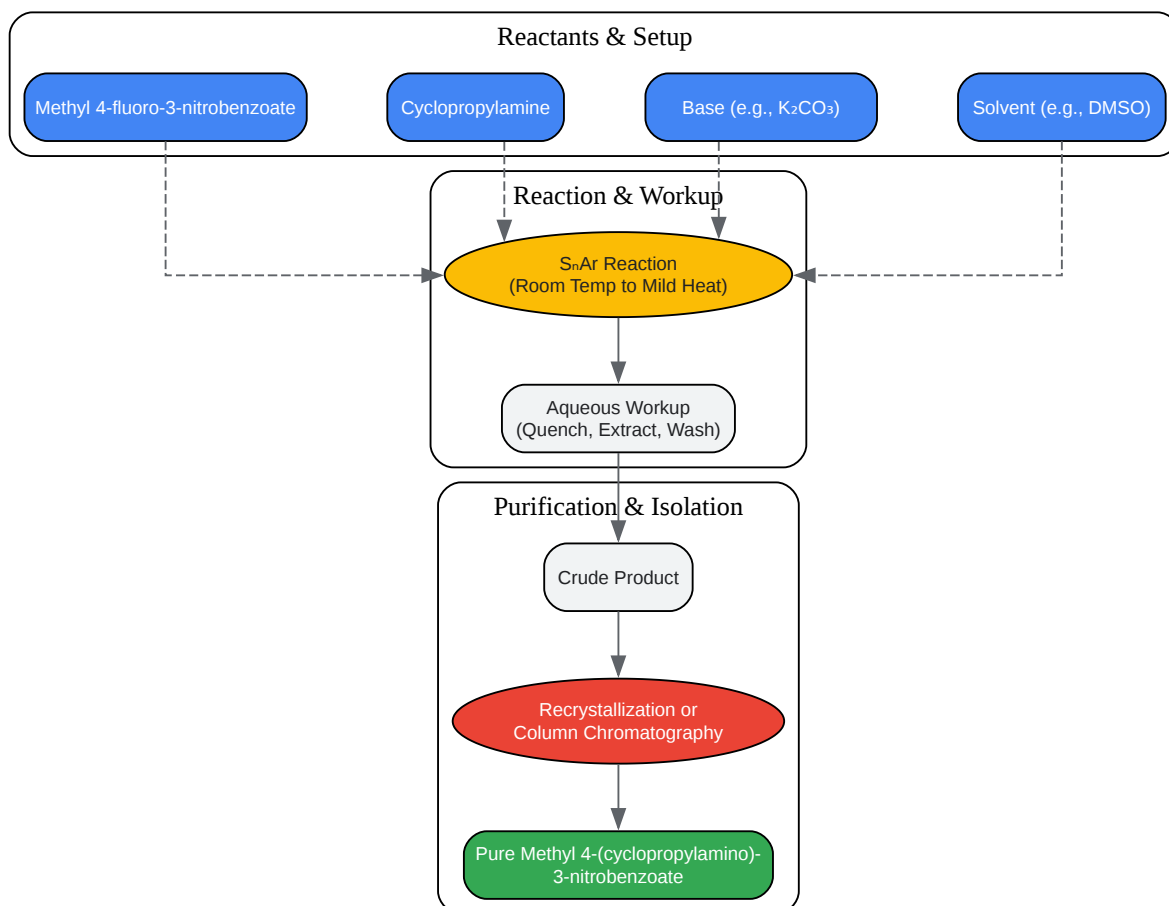 Reactants & Setup
Methyl 4-fluoro-3-nitrobenzoate
Cyclopropylamine
Base (e.g., K₂CO₃)
Solvent (e.g., DMSO)
Reaction & Workup
SₙAr Reaction
(Room Temp to Mild Heat)
Aqueous Workup
(Quench, Extract, Wash)
Purification & Isolation
Crude Product
Recrystallization or
Column Chromatography
Pure Methyl 4-(cyclopropylamino)-
3-nitrobenzoate